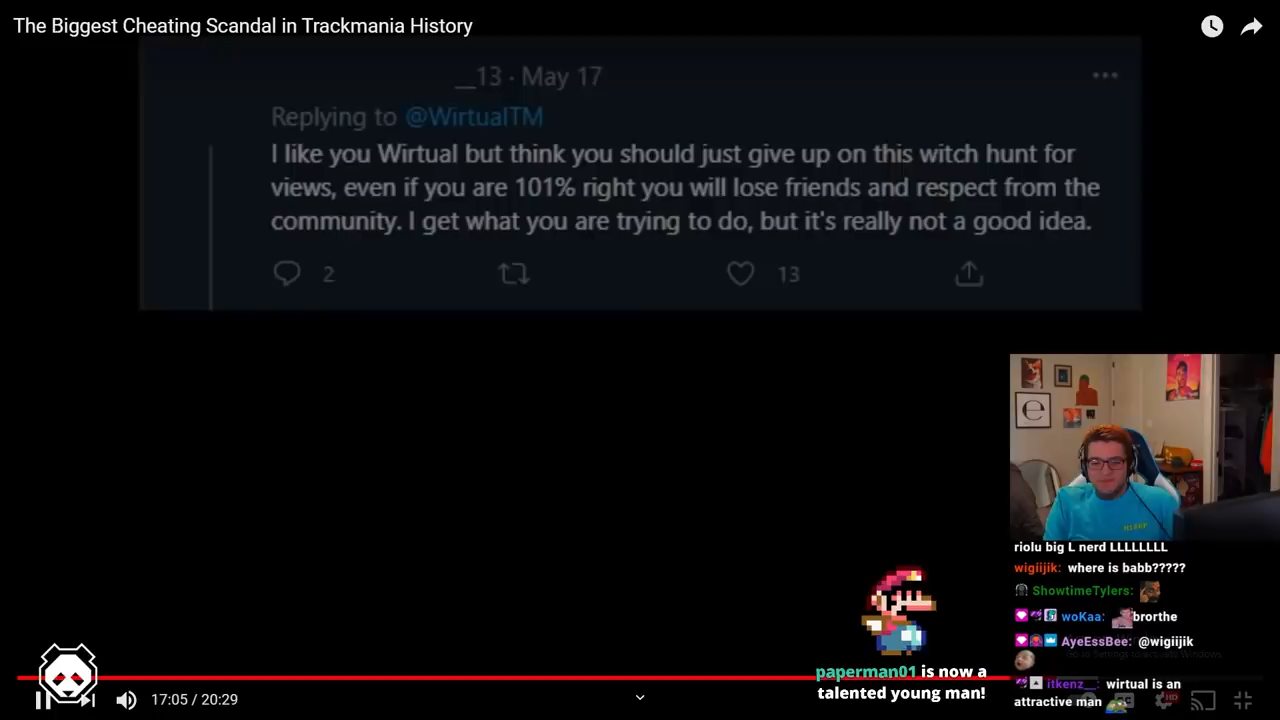 The Biggest Cheating Scandal in Trackmania History
__13 · May 17
Replying to @WirtualTM
I like you Wirtual but think you should just give up on this witch hunt for
views, even if you are 101% right you will lose friends and respect from the
community. I get what you are trying to do, but it's really not a good idea.
2
13
e
riolu big L nerd LLLLLLLL
wigiijik: where is babb?????
ShowtimeTylers:
woKaa: brorthe
AyeEssBee: @wigiijik
itkenz__: wirtual is an
attractive man
paperman01 is now a
talented young man!
17:05 / 20:29
CC
HD